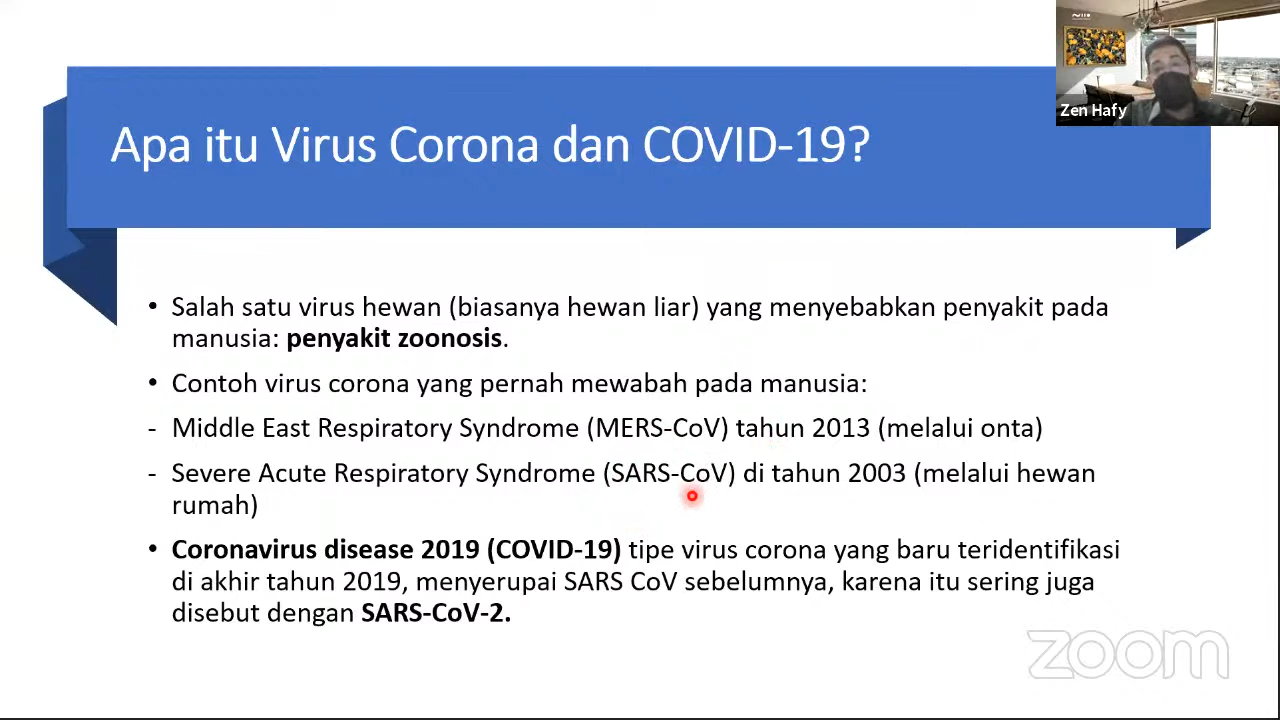 Zen Hafy
Apa itu Virus Corona dan COVID-19?
• Salah satu virus hewan (biasanya hewan liar) yang menyebabkan penyakit pada
manusia: penyakit zoonosis.
• Contoh virus corona yang pernah mewabah pada manusia:
- Middle East Respiratory Syndrome (MERS-CoV) tahun 2013 (melalui onta)
- Severe Acute Respiratory Syndrome (SARS-CoV) di tahun 2003 (melalui hewan
rumah)
• Coronavirus disease 2019 (COVID-19) tipe virus corona yang baru teridentifikasi
di akhir tahun 2019, menyerupai SARS CoV sebelumnya, karena itu sering juga
disebut dengan SARS-CoV-2.
zoom